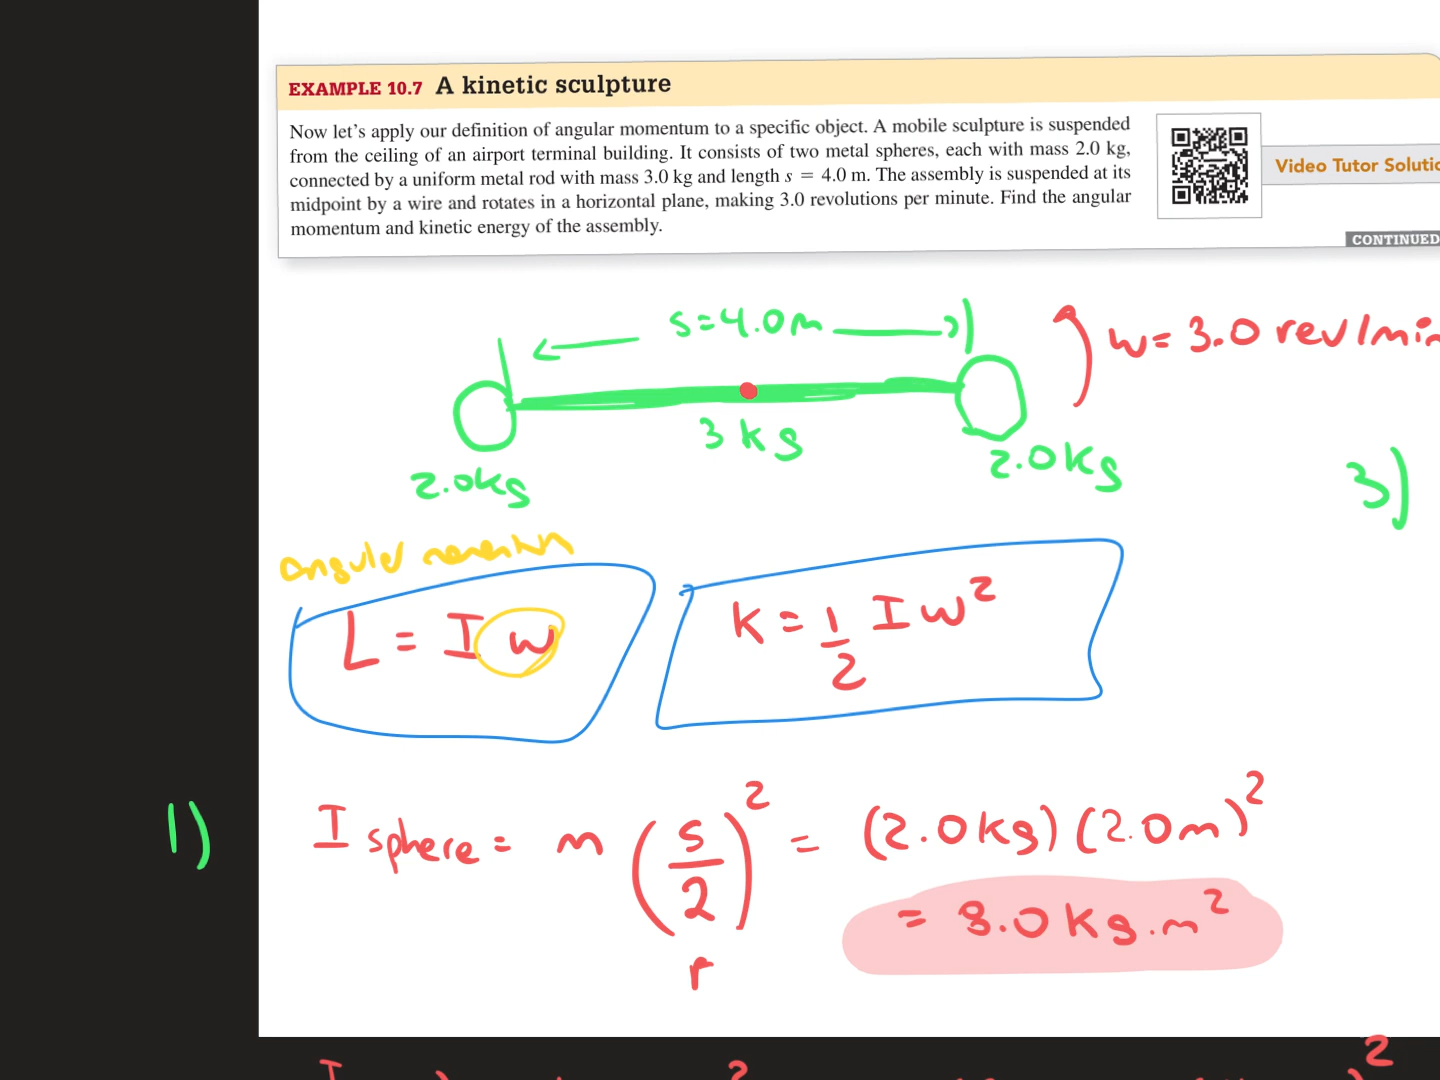 EXAMPLE 10.7 A kinetic sculpture
Now let's apply our definition of angular momentum to a specific object. A mobile sculpture is suspended
from the ceiling of an airport terminal building. It consists of two metal spheres, each with mass 2.0 kg,
connected by a uniform metal rod with mass 3.0 kg and length s = 4.0 m. The assembly is suspended at its
midpoint by a wire and rotates in a horizontal plane, making 3.0 revolutions per minute. Find the angular
momentum and kinetic energy of the assembly.
Video Tutor Solutio
CONTINUED
s=4.0m
w= 3.0 rev/min
3 kg
2.0kg
2.0kg
3)
angular momentum
L = I w
K = 1/2 I w²
1) I sphere = m (s/2)² = (2.0kg) (2.0m)²
= 8.0 kg.m²
r
I
2
2